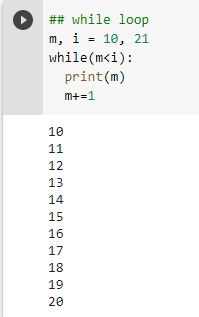 ## while loop
m, i = 10, 21
while(m<i):
  print(m)
  m+=1
10
11
12
13
14
15
16
17
18
19
20